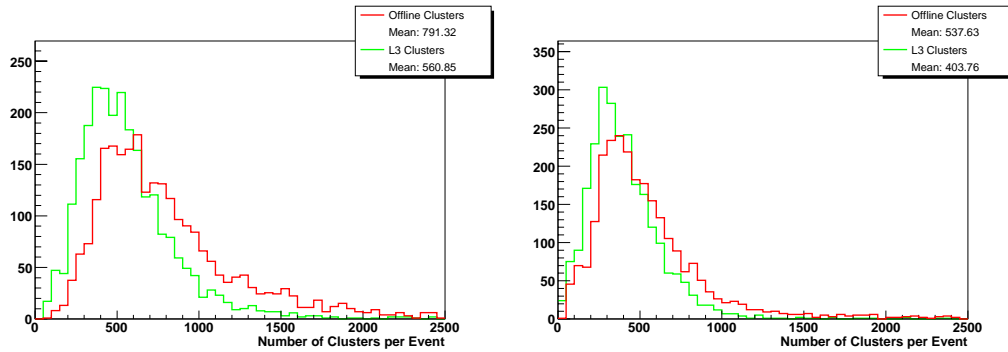 Offline Clusters
Mean: 791.32
L3 Clusters
Mean: 560.85
250
200
150
100
50
0
0 500 1000 1500 2000 2500
Number of Clusters per Event
Offline Clusters
Mean: 537.63
L3 Clusters
Mean: 403.76
350
300
250
200
150
100
50
0
0 500 1000 1500 2000 2500
Number of Clusters per Event